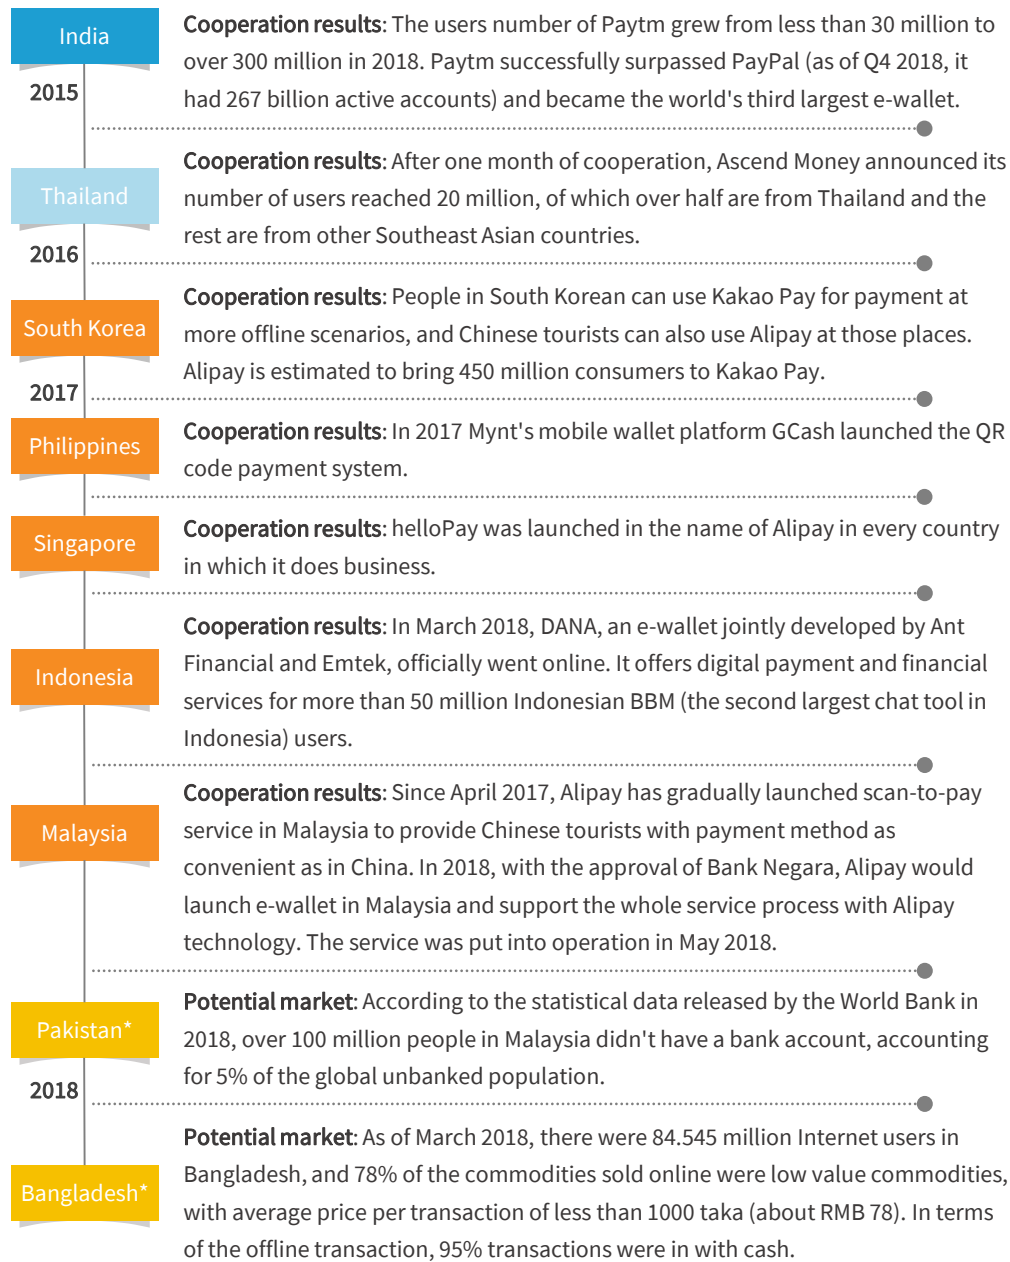 India
2015
Cooperation results: The users number of Paytm grew from less than 30 million to
over 300 million in 2018. Paytm successfully surpassed PayPal (as of Q4 2018, it
had 267 billion active accounts) and became the world's third largest e-wallet.
Thailand
2016
Cooperation results: After one month of cooperation, Ascend Money announced its
number of users reached 20 million, of which over half are from Thailand and the
rest are from other Southeast Asian countries.
South Korea
2017
Cooperation results: People in South Korean can use Kakao Pay for payment at
more offline scenarios, and Chinese tourists can also use Alipay at those places.
Alipay is estimated to bring 450 million consumers to Kakao Pay.
Philippines
Cooperation results: In 2017 Mynt's mobile wallet platform GCash launched the QR
code payment system.
Singapore
Cooperation results: helloPay was launched in the name of Alipay in every country
in which it does business.
Indonesia
Cooperation results: In March 2018, DANA, an e-wallet jointly developed by Ant
Financial and Emtek, officially went online. It offers digital payment and financial
services for more than 50 million Indonesian BBM (the second largest chat tool in
Indonesia) users.
Malaysia
Cooperation results: Since April 2017, Alipay has gradually launched scan-to-pay
service in Malaysia to provide Chinese tourists with payment method as
convenient as in China. In 2018, with the approval of Bank Negara, Alipay would
launch e-wallet in Malaysia and support the whole service process with Alipay
technology. The service was put into operation in May 2018.
Pakistan*
2018
Potential market: According to the statistical data released by the World Bank in
2018, over 100 million people in Malaysia didn't have a bank account, accounting
for 5% of the global unbanked population.
Bangladesh*
Potential market: As of March 2018, there were 84.545 million Internet users in
Bangladesh, and 78% of the commodities sold online were low value commodities,
with average price per transaction of less than 1000 taka (about RMB 78). In terms
of the offline transaction, 95% transactions were in with cash.